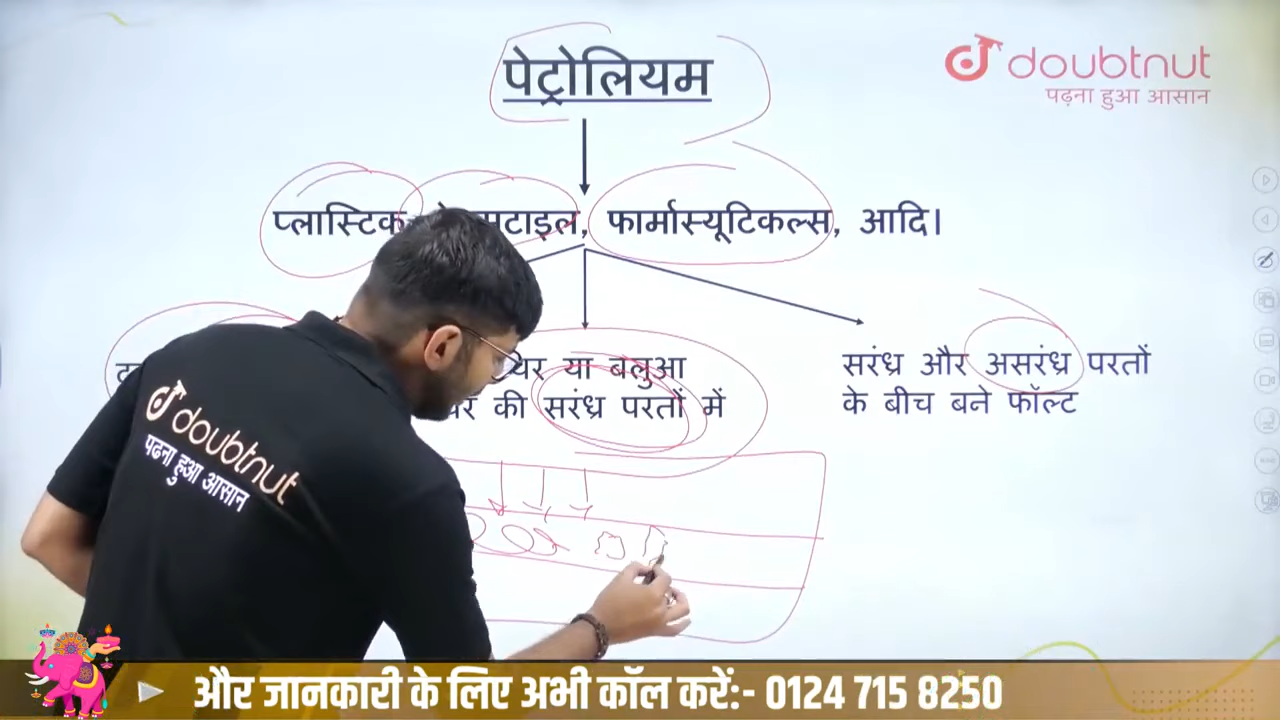 पेट्रोलियम
doubtnut
पढ़ना हुआ आसान
प्लास्टिक
फार्मास्यूटिकल्स, आदि।
या बलुआ
की सरंध्र परतों में
सरंध्र और असरंध्र परतों
के बीच बने फॉल्ट
doubtnut
पढना हुआ आसान
और जानकारी के लिए अभी कॉल करें:- 0124 715 8250